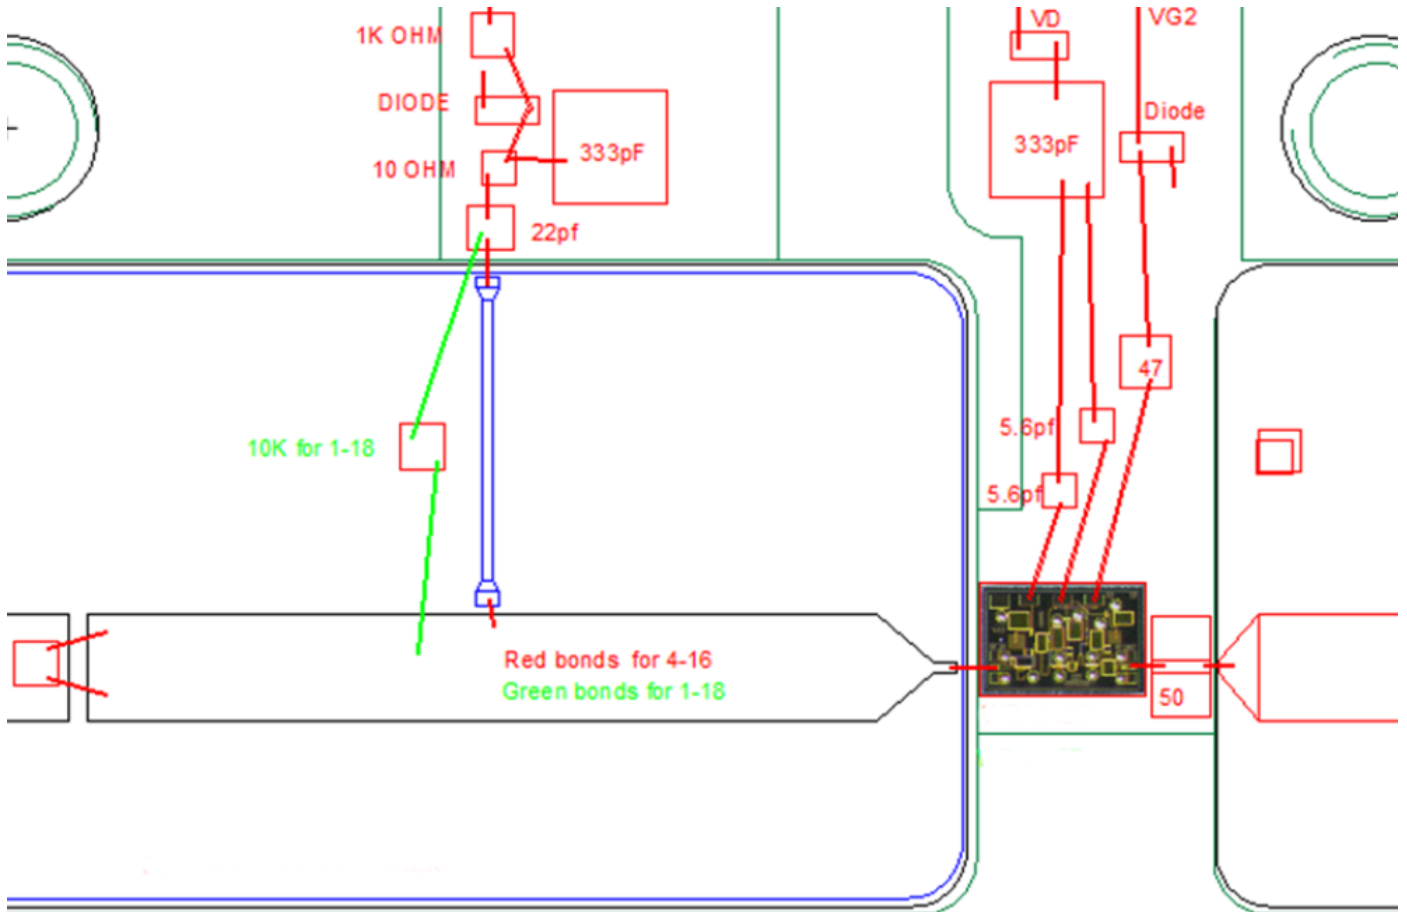 1K OHM
VD
VG2
DIODE
Diode
333pF
333pF
10 OHM
22pf
47
5.6pf
10K for 1-18
5.6pf
Red bonds for 4-16
Green bonds for 1-18
50